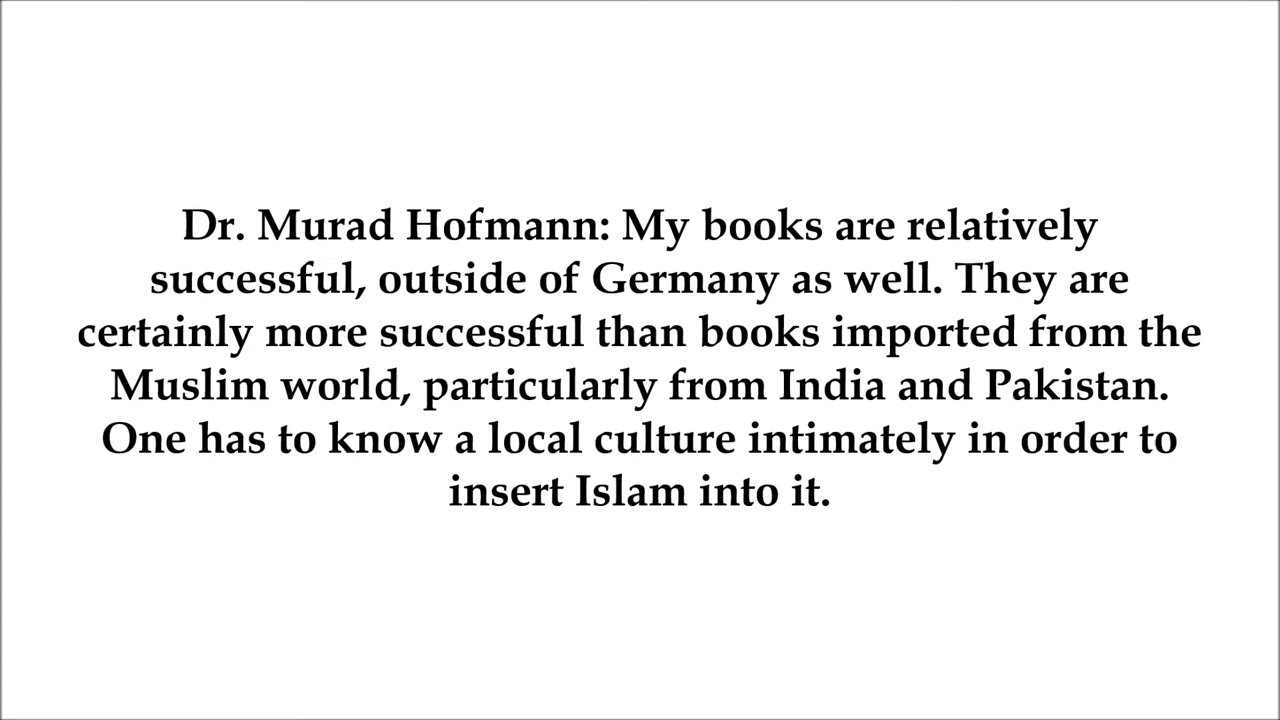 Dr. Murad Hofmann: My books are relatively
successful, outside of Germany as well. They are
certainly more successful than books imported from the
Muslim world, particularly from India and Pakistan.
One has to know a local culture intimately in order to
insert Islam into it.